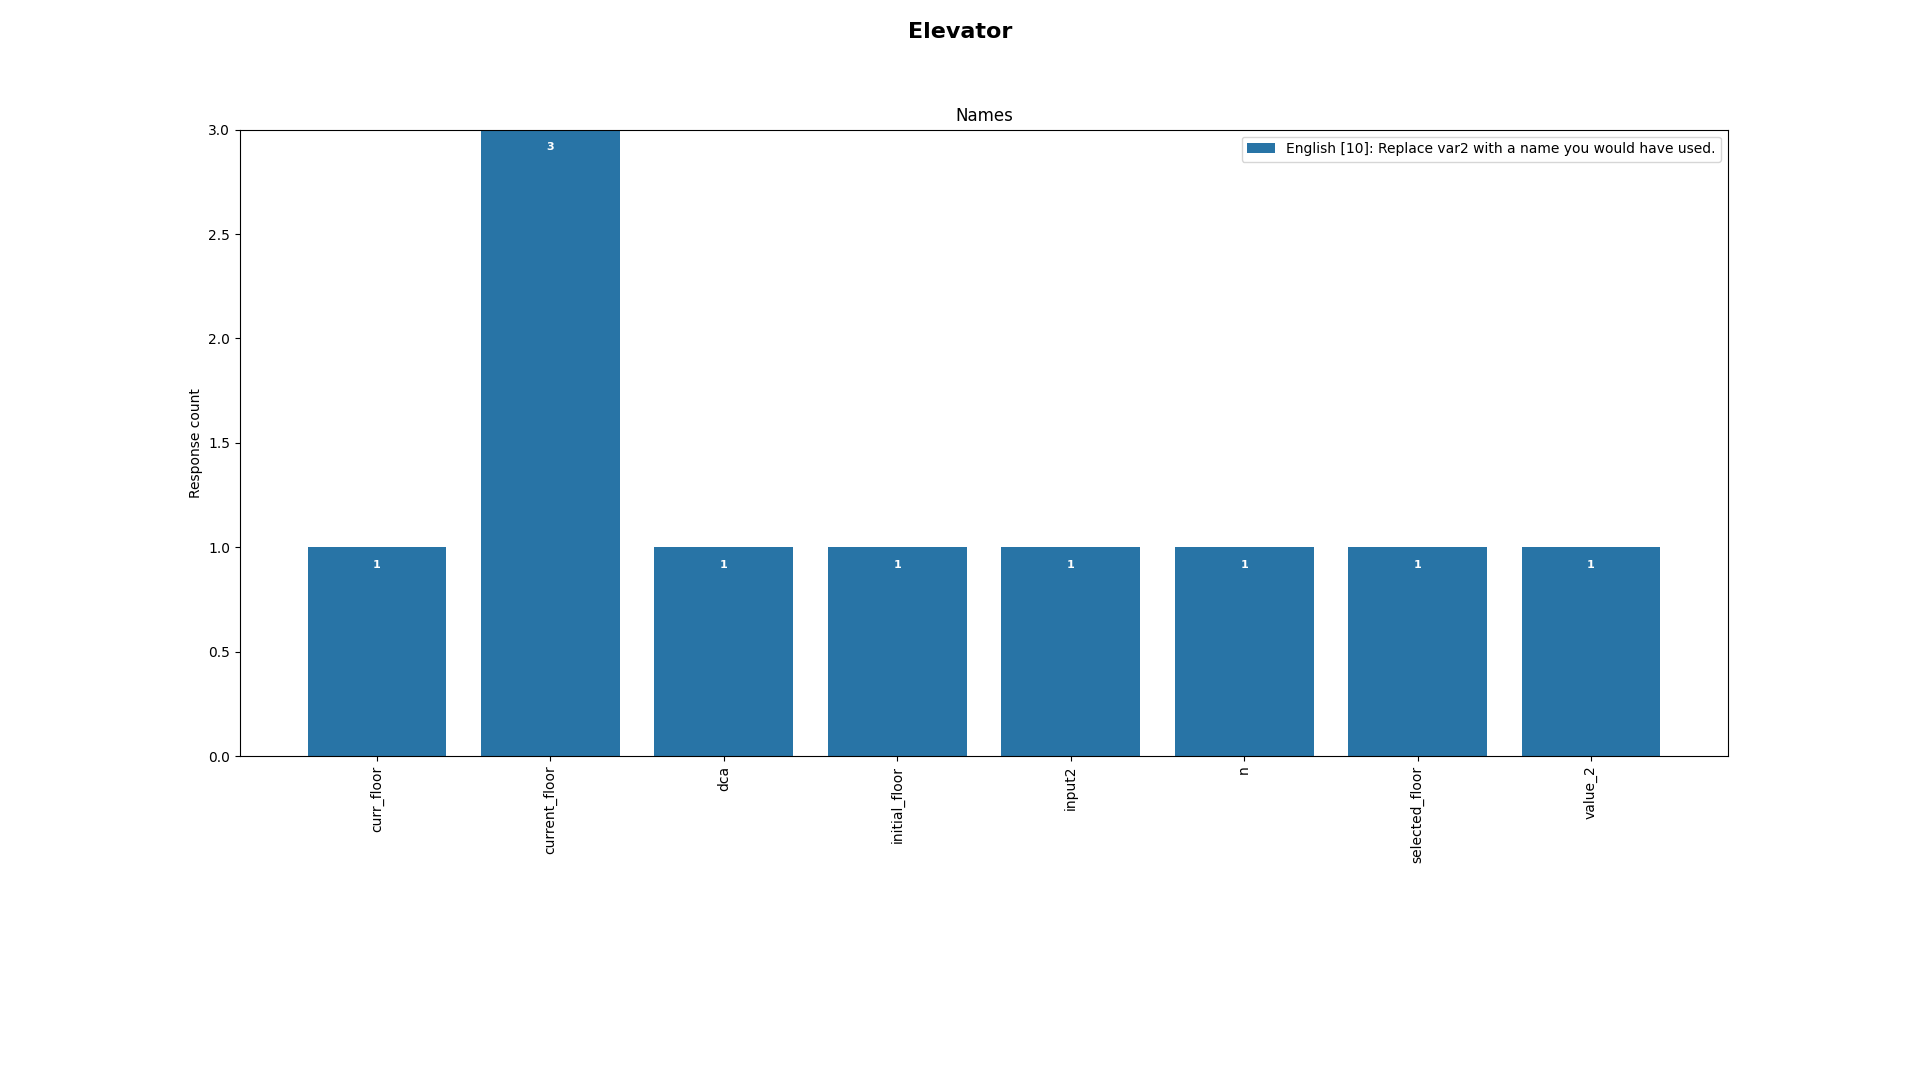 Elevator
Names
English [10]: Replace var2 with a name you would have used.
Response count
3.0
2.5
2.0
1.5
1.0
0.5
0.0
1
3
1
1
1
1
1
1
curr_floor
current_floor
dca
initial_floor
input2
n
selected_floor
value_2